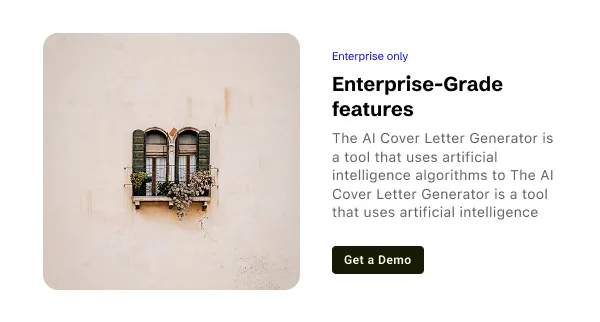 Enterprise only
Enterprise-Grade
features
The AI Cover Letter Generator is
a tool that uses artificial
intelligence algorithms to The AI
Cover Letter Generator is a tool
that uses artificial intelligence
Get a Demo